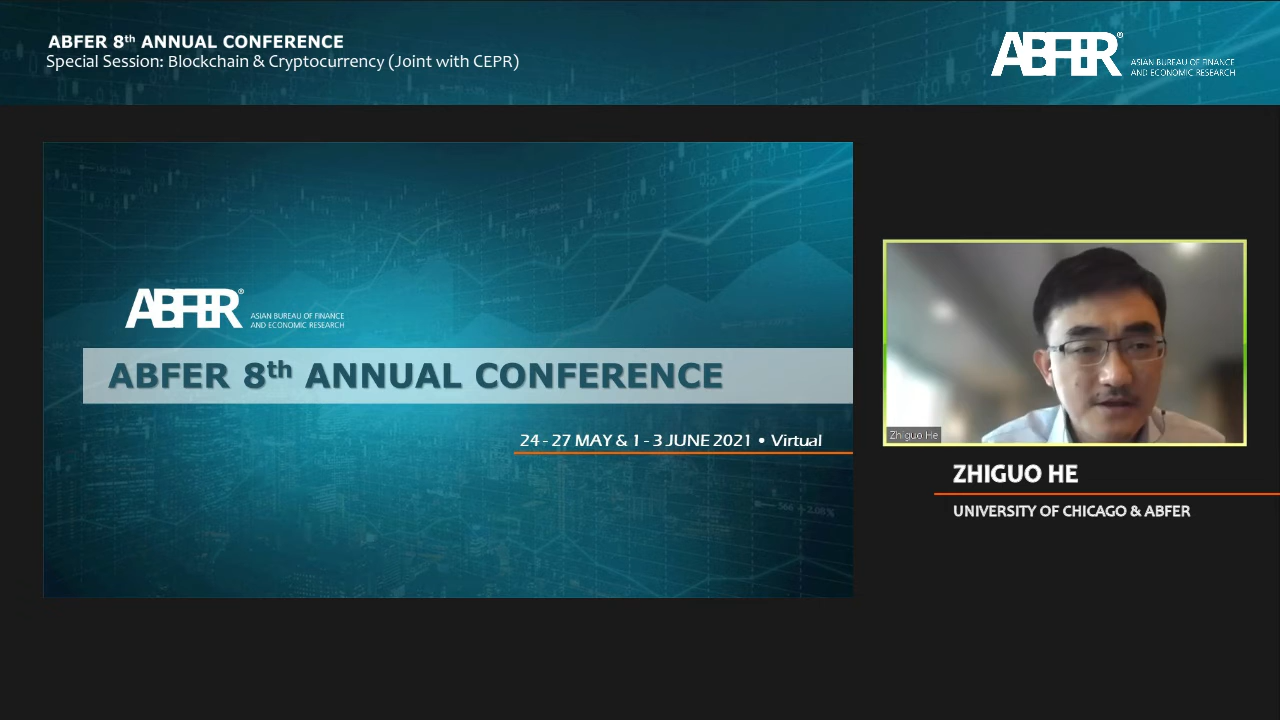 ABFER 8th ANNUAL CONFERENCE
Special Session: Blockchain & Cryptocurrency (Joint with CEPR)
ABFER®
ASIAN BUREAU OF FINANCE
AND ECONOMIC RESEARCH
ABFER®
ASIAN BUREAU OF FINANCE
AND ECONOMIC RESEARCH
ABFER 8th ANNUAL CONFERENCE
24 - 27 MAY & 1 - 3 JUNE 2021 • Virtual
Zhiguo He
ZHIGUO HE
UNIVERSITY OF CHICAGO & ABFER